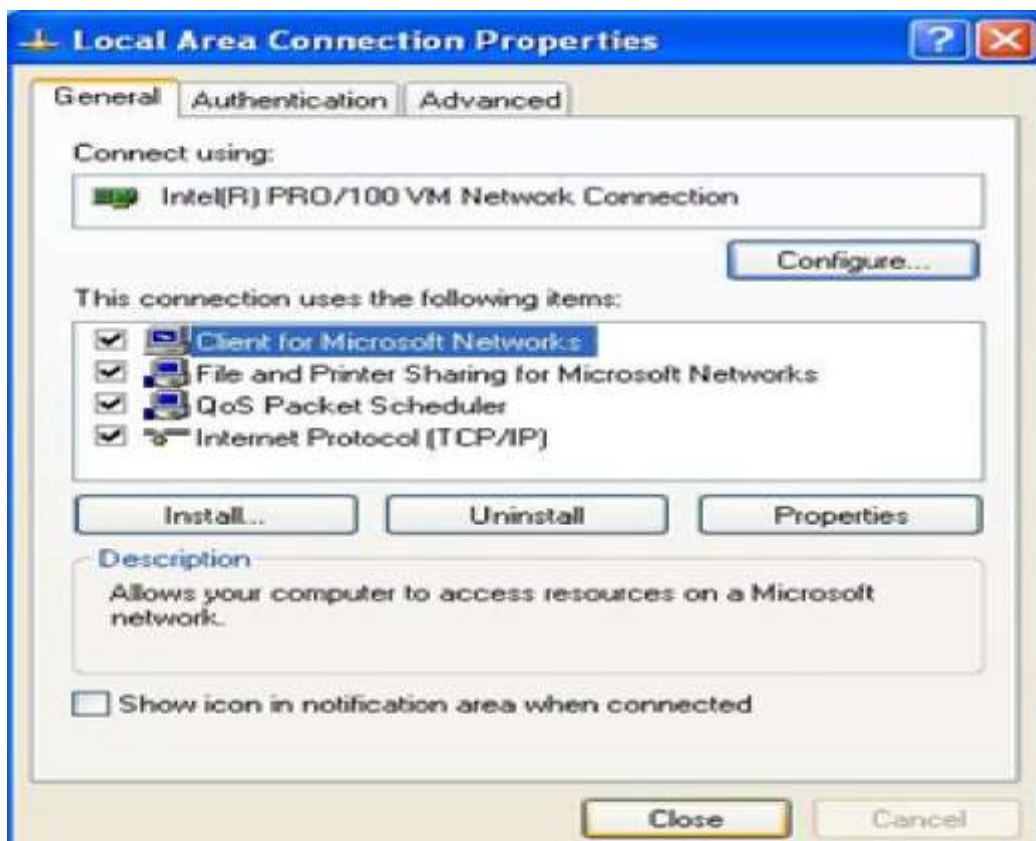 Local Area Connection Properties
General Authentication Advanced
Connect using:
Intel(R) PRO/100 VM Network Connection
Configure...
This connection uses the following items:
Client for Microsoft Networks
File and Printer Sharing for Microsoft Networks
QoS Packet Scheduler
Internet Protocol (TCP/IP)
Install... Uninstall Properties
Description
Allows your computer to access resources on a Microsoft
network.
Show icon in notification area when connected
Close Cancel